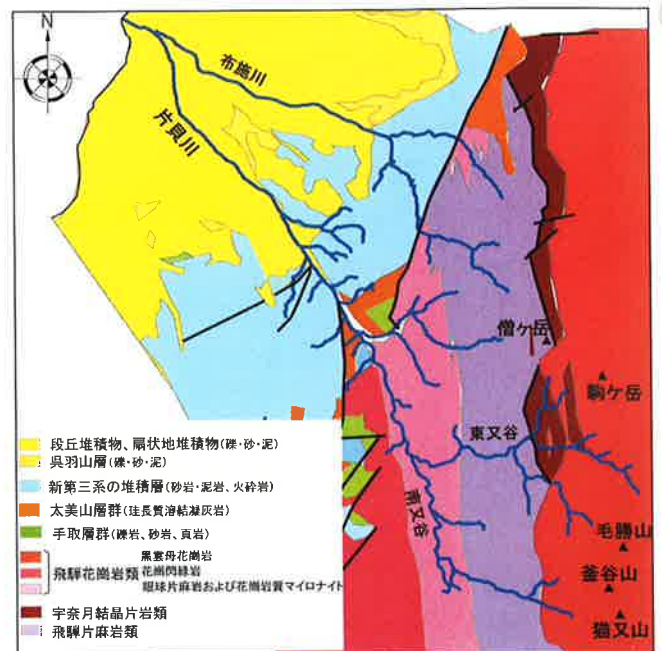 N
布施川
片貝川
僧ケ岳
駒ケ岳
東又谷
南又谷
毛勝山
釜谷山
猫又山
段丘堆積物、扇状地堆積物(礫・砂・泥)
呉羽山層(礫・砂・泥)
新第三系の堆積層(砂岩・泥岩、火砕岩)
太美山層群(珪長質溶結凝灰岩)
手取層群(礫岩、砂岩、頁岩)
飛騨花崗岩類
黒雲母花崗岩
花崗閃緑岩
眼球片麻岩および花崗岩質マイロナイト
宇奈月結晶片岩類
飛騨片麻岩類